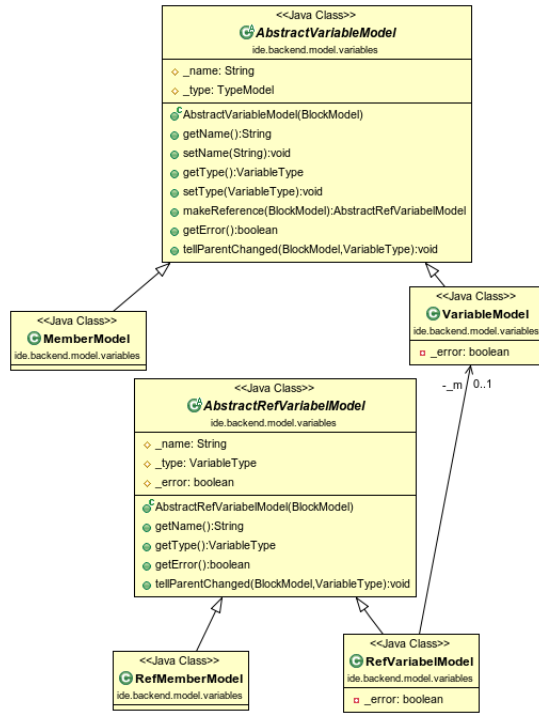 <<Java Class>>
AbstractVariableModel
ide.backend.model.variables
_name: String
_type: TypeModel
AbstractVariableModel(BlockModel)
getName():String
setName(String):void
getType():VariableType
setType(VariableType):void
makeReference(BlockModel):AbstractRefVariabelModel
getError():boolean
tellParentChanged(BlockModel,VariableType):void
<<Java Class>>
MemberModel
ide.backend.model.variables
<<Java Class>>
VariableModel
ide.backend.model.variables
_error: boolean
-_m 0..1
<<Java Class>>
AbstractRefVariabelModel
ide.backend.model.variables
_name: String
_type: VariableType
_error: boolean
AbstractRefVariabelModel(BlockModel)
getName():String
getType():VariableType
getError():boolean
tellParentChanged(BlockModel,VariableType):void
<<Java Class>>
RefMemberModel
ide.backend.model.variables
<<Java Class>>
RefVariabelModel
ide.backend.model.variables
_error: boolean